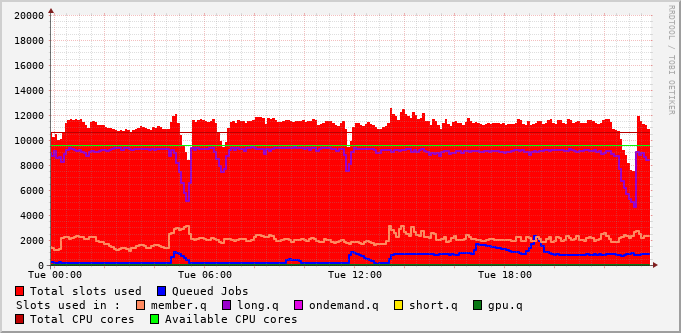 20000
18000
16000
14000
12000
10000
8000
6000
4000
2000
0
Tue 00:00 Tue 06:00 Tue 12:00 Tue 18:00
RRDTOOL / TOBI OETIKER
Total slots used Queued Jobs
Slots used in : member.q long.q ondemand.q short.q gpu.q
Total CPU cores Available CPU cores